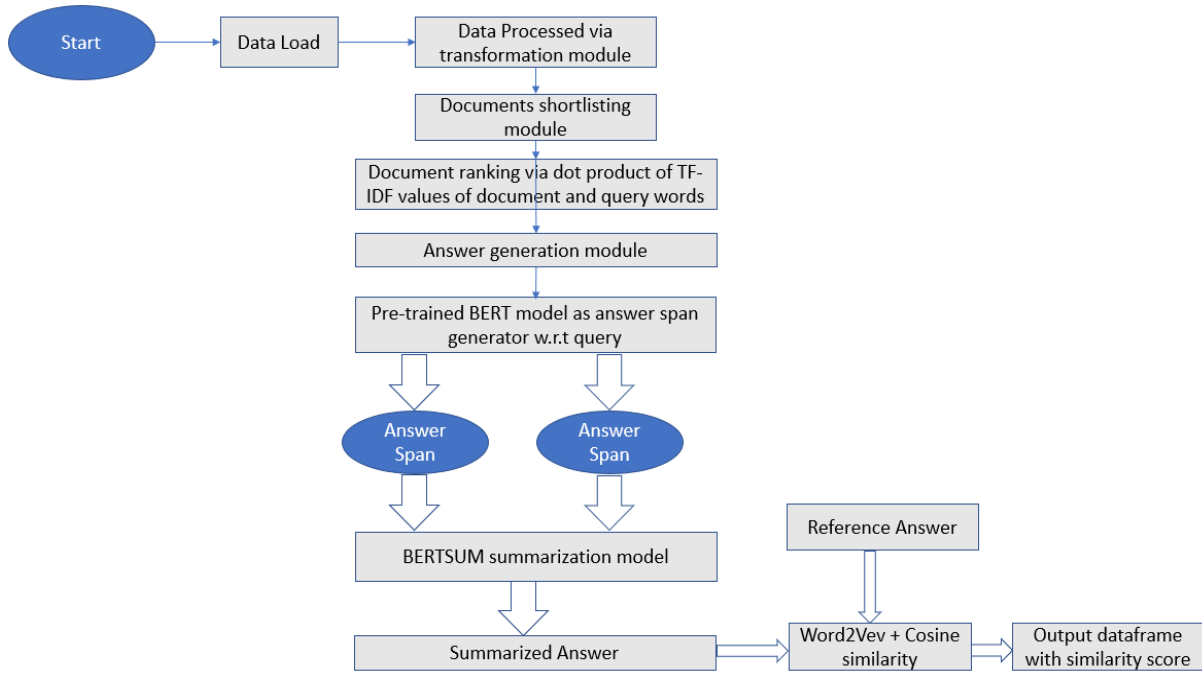 Start
Data Load
Data Processed via
transformation module
Documents shortlisting
module
Document ranking via dot product of TF-
IDF values of document and query words
Answer generation module
Pre-trained BERT model as answer span
generator w.r.t query
Answer
Span
Answer
Span
BERTSUM summarization model
Reference Answer
Summarized Answer
Word2Vev + Cosine
similarity
Output dataframe
with similarity score